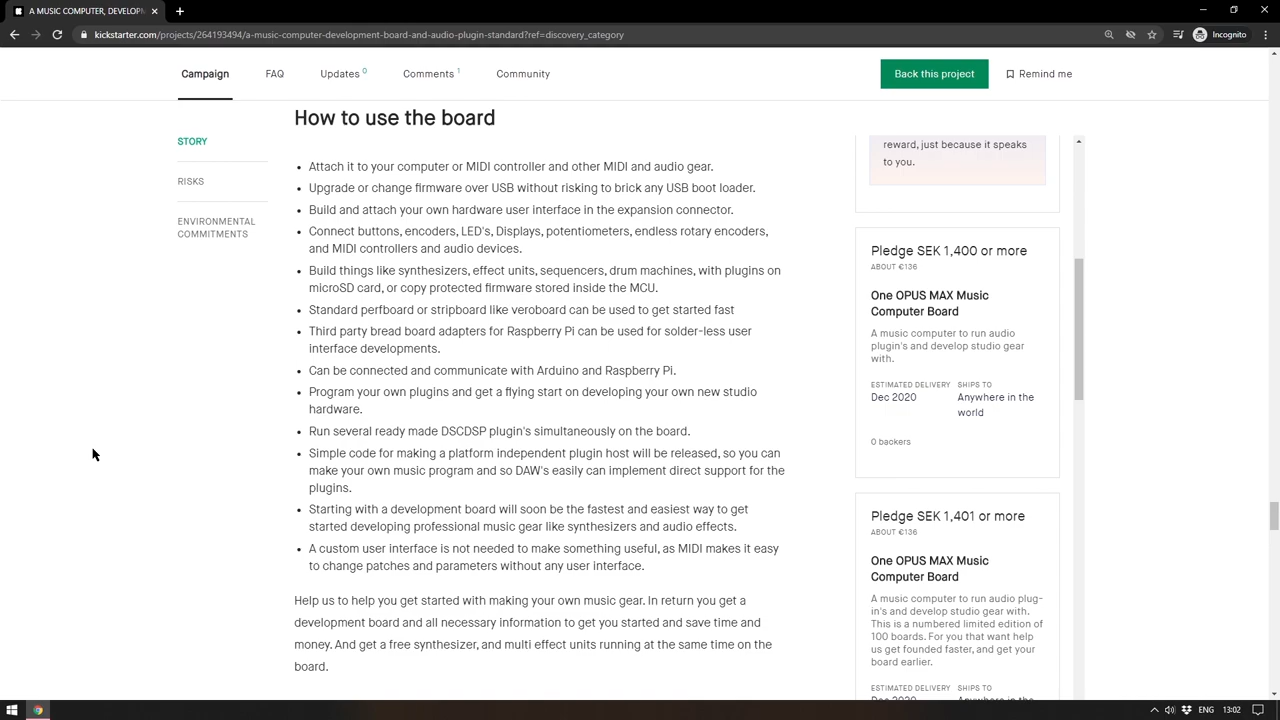 A MUSIC COMPUTER, DEVELOPM
kickstarter.com/projects/264193494/a-music-computer-development-board-and-audio-plugin-standard?ref=discovery_category
Incognito
Campaign
FAQ
Updates 0
Comments 1
Community
Back this project
Remind me
STORY
RISKS
ENVIRONMENTAL
COMMITMENTS
How to use the board
• Attach it to your computer or MIDI controller and other MIDI and audio gear.
• Upgrade or change firmware over USB without risking to brick any USB boot loader.
• Build and attach your own hardware user interface in the expansion connector.
• Connect buttons, encoders, LED's, Displays, potentiometers, endless rotary encoders,
and MIDI controllers and audio devices.
• Build things like synthesizers, effect units, sequencers, drum machines, with plugins on
microSD card, or copy protected firmware stored inside the MCU.
• Standard perfboard or stripboard like veroboard can be used to get started fast
• Third party bread board adapters for Raspberry Pi can be used for solder-less user
interface developments.
• Can be connected and communicate with Arduino and Raspberry Pi.
• Program your own plugins and get a flying start on developing your own new studio
hardware.
• Run several ready made DSCDSP plugin's simultaneously on the board.
• Simple code for making a platform independent plugin host will be released, so you can
make your own music program and so DAW's easily can implement direct support for the
plugins.
• Starting with a development board will soon be the fastest and easiest way to get
started developing professional music gear like synthesizers and audio effects.
• A custom user interface is not needed to make something useful, as MIDI makes it easy
to change patches and parameters without any user interface.
Help us to help you get started with making your own music gear. In return you get a
development board and all necessary information to get you started and save time and
money. And get a free synthesizer, and multi effect units running at the same time on the
board.
reward, just because it speaks
to you.
Pledge SEK 1,400 or more
ABOUT €136
One OPUS MAX Music
Computer Board
A music computer to run audio
plugin's and develop studio gear
with.
ESTIMATED DELIVERY
Dec 2020
SHIPS TO
Anywhere in the
world
0 backers
Pledge SEK 1,401 or more
ABOUT €136
One OPUS MAX Music
Computer Board
A music computer to run audio plug-
in's and develop studio gear with.
This is a numbered limited edition of
100 boards. For you that want help
us get founded faster, and get your
board earlier.
ESTIMATED DELIVERY
Dec 2020
SHIPS TO
Anywhere in the
ENG
13:02